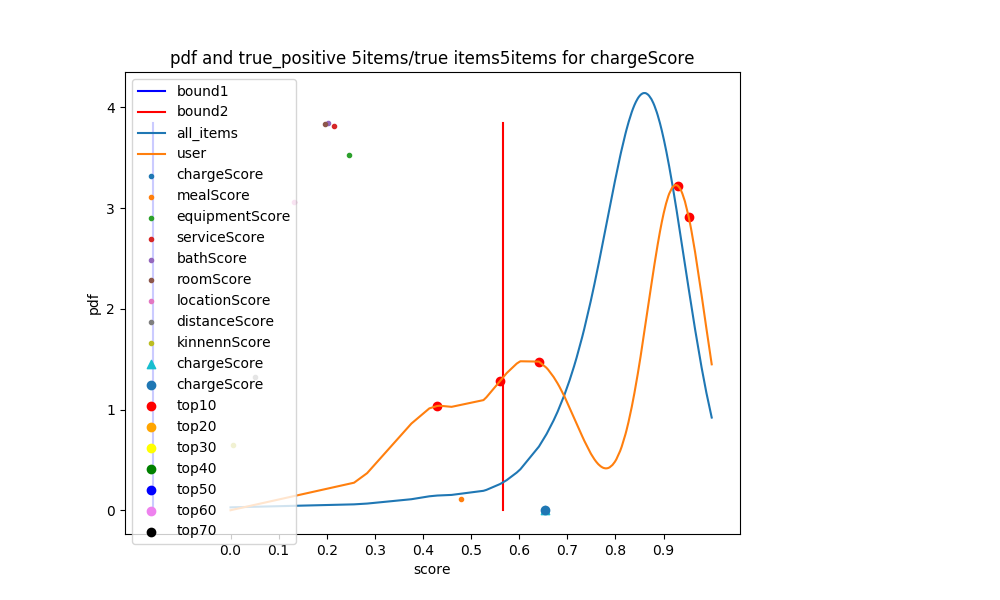 pdf and true_positive 5items/true items5items for chargeScore
bound1
bound2
all_items
user
chargeScore
mealScore
equipmentScore
serviceScore
bathScore
roomScore
locationScore
distanceScore
kinnennScore
chargeScore
chargeScore
top10
top20
top30
top40
top50
top60
top70
4
3
2
1
0
pdf
0.0 0.1 0.2 0.3 0.4 0.5 0.6 0.7 0.8 0.9
score